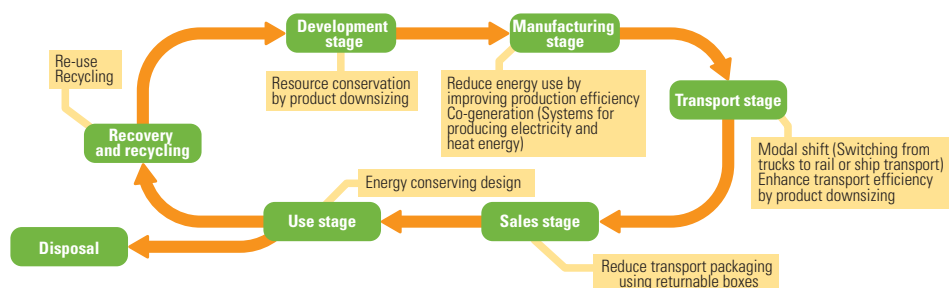 Development
stage
Manufacturing
stage
Re-use
Recycling
Resource conservation
by product downsizing
Reduce energy use by
improving production efficiency
Co-generation (Systems for
producing electricity and
heat energy)
Transport stage
Recovery
and recycling
Modal shift (Switching from
trucks to rail or ship transport)
Enhance transport efficiency
by product downsizing
Energy conserving design
Use stage
Sales stage
Disposal
Reduce transport packaging
using returnable boxes